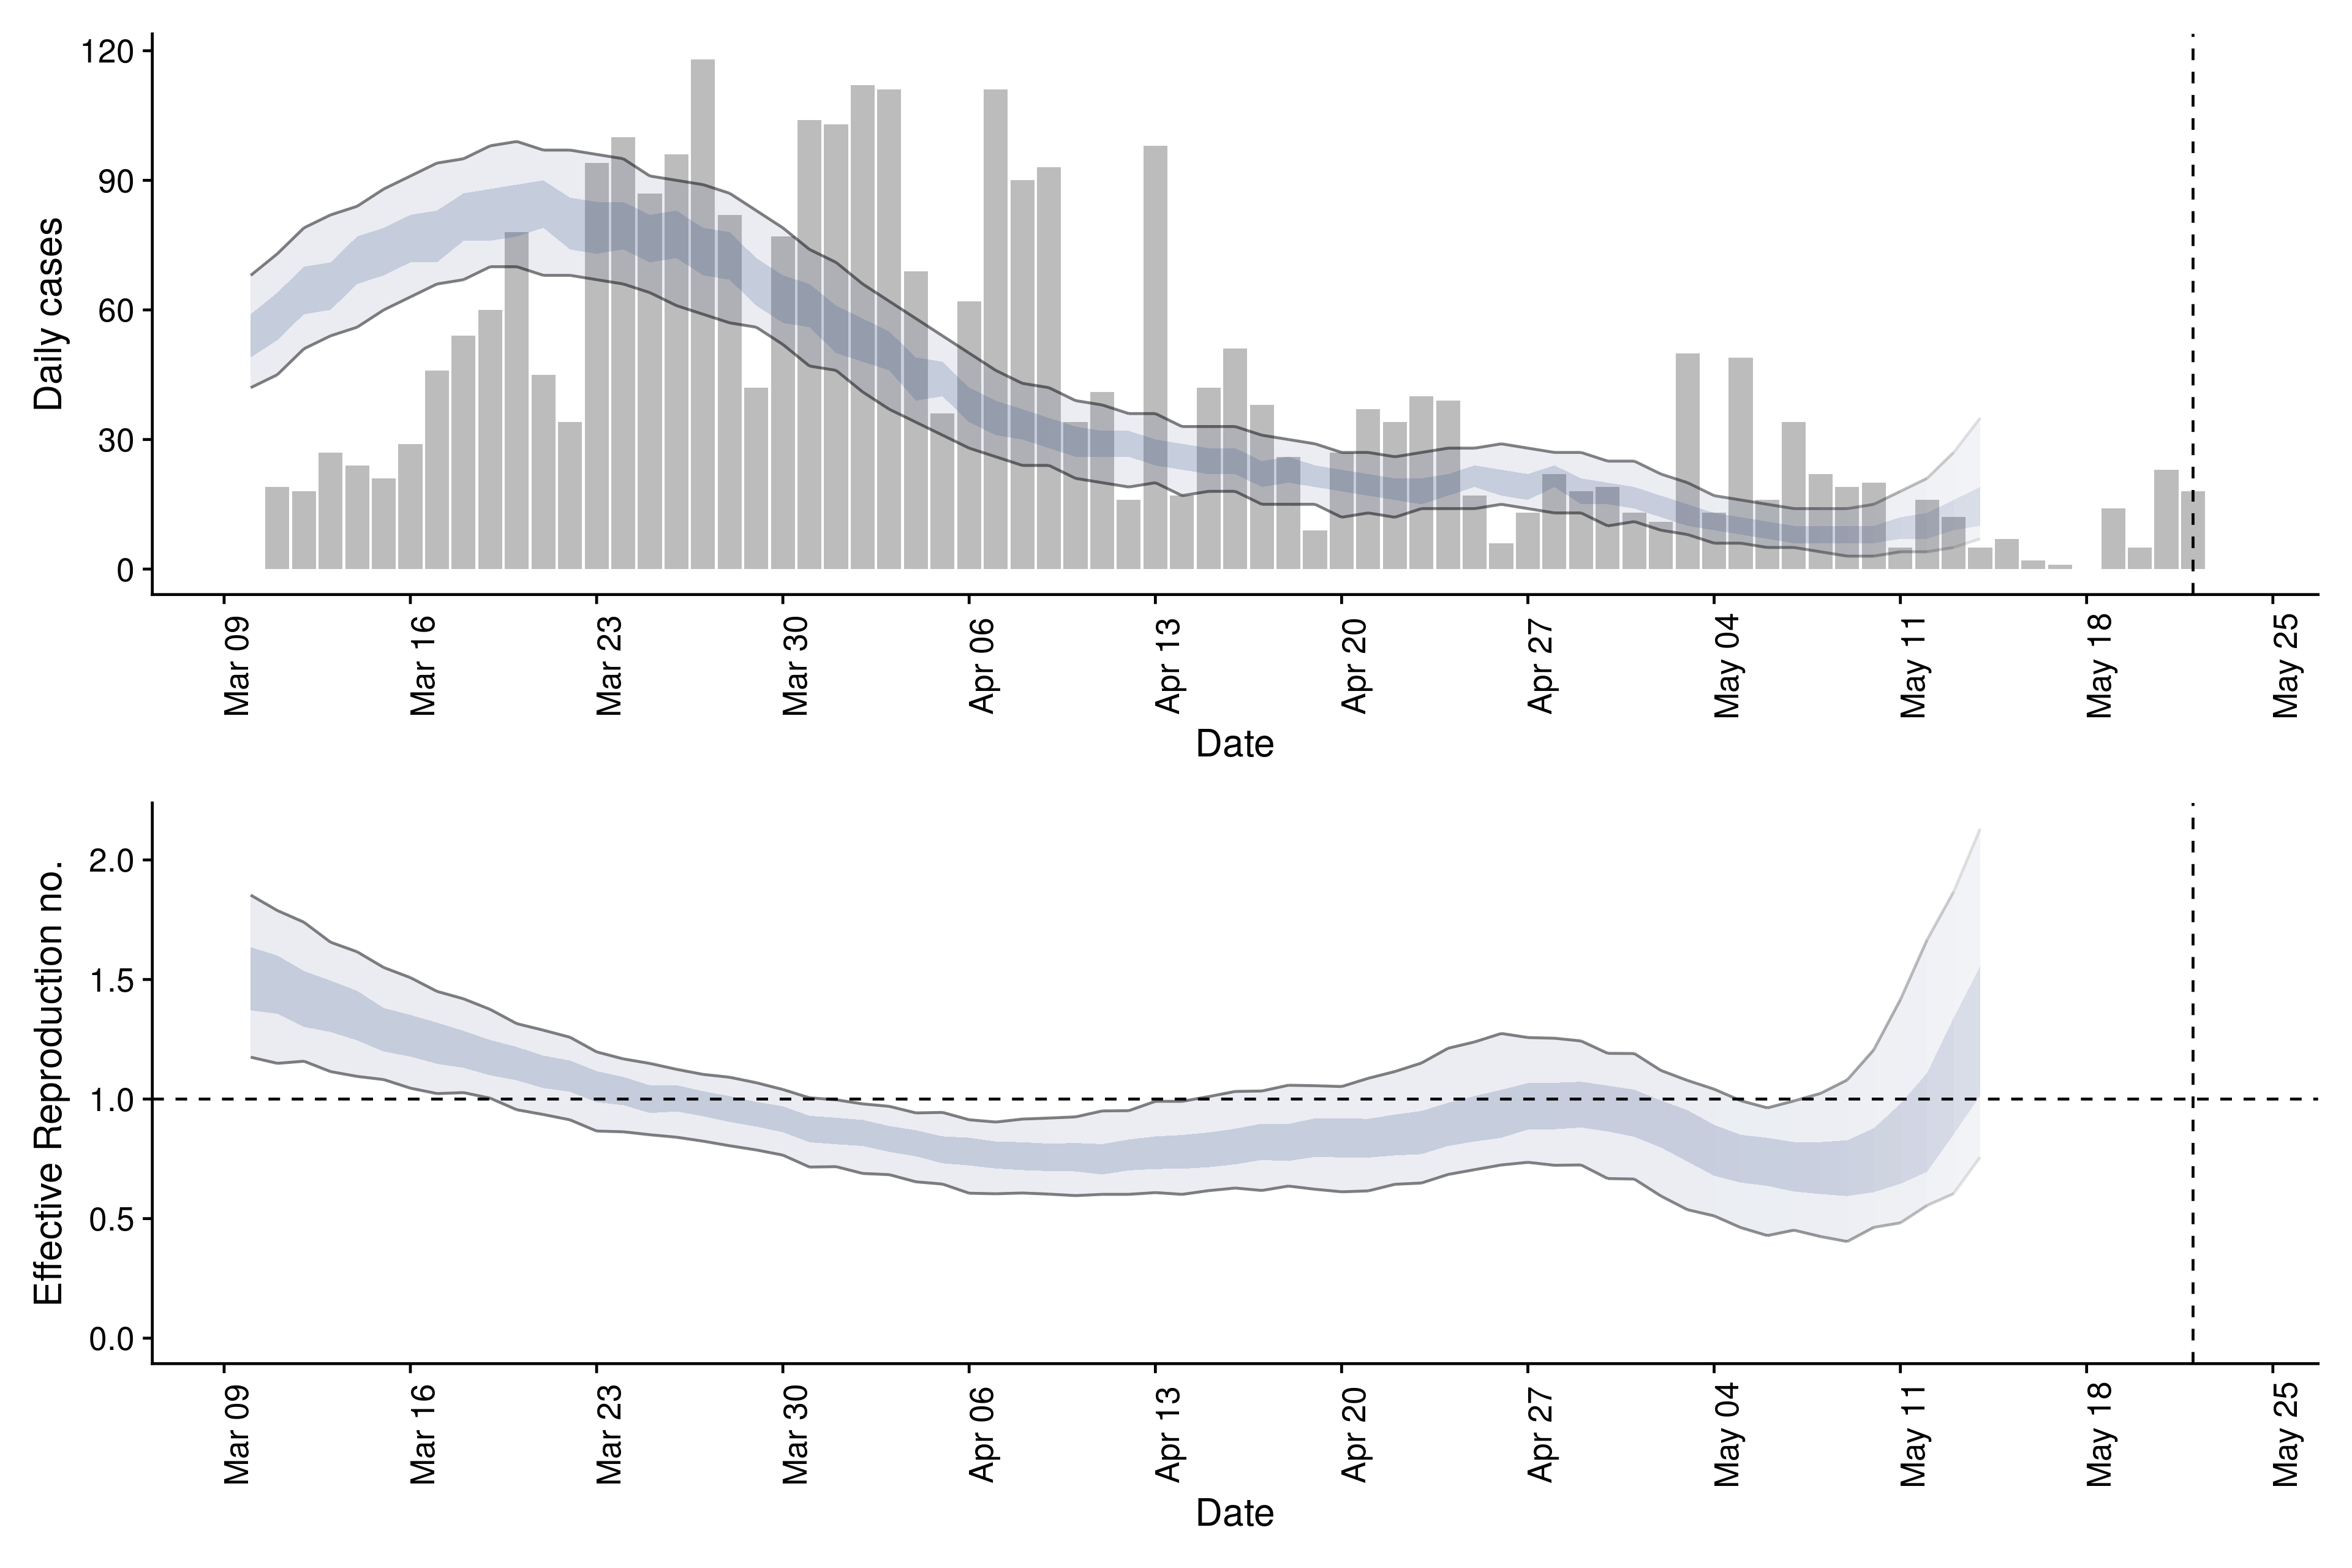 120
90
60
30
0
Daily cases
Mar 09
Mar 16
Mar 23
Mar 30
Apr 06
Apr 13
Apr 20
Apr 27
May 04
May 11
May 18
May 25
Date
2.0
1.5
1.0
0.5
0.0
Effective Reproduction no.
Mar 09
Mar 16
Mar 23
Mar 30
Apr 06
Apr 13
Apr 20
Apr 27
May 04
May 11
May 18
May 25
Date